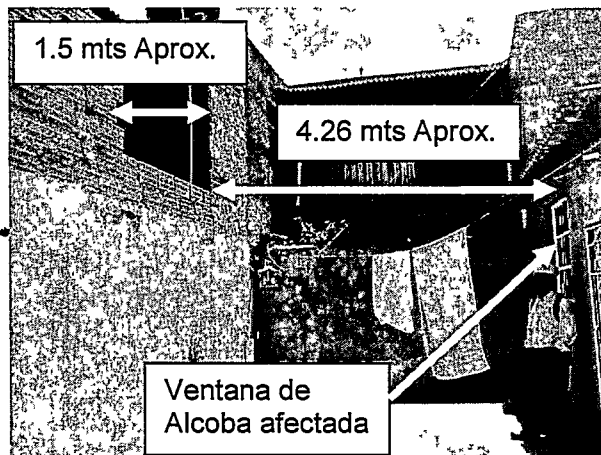 1.5 mts Aprox.
4.26 mts Aprox.
Ventana de
Alcoba afectada